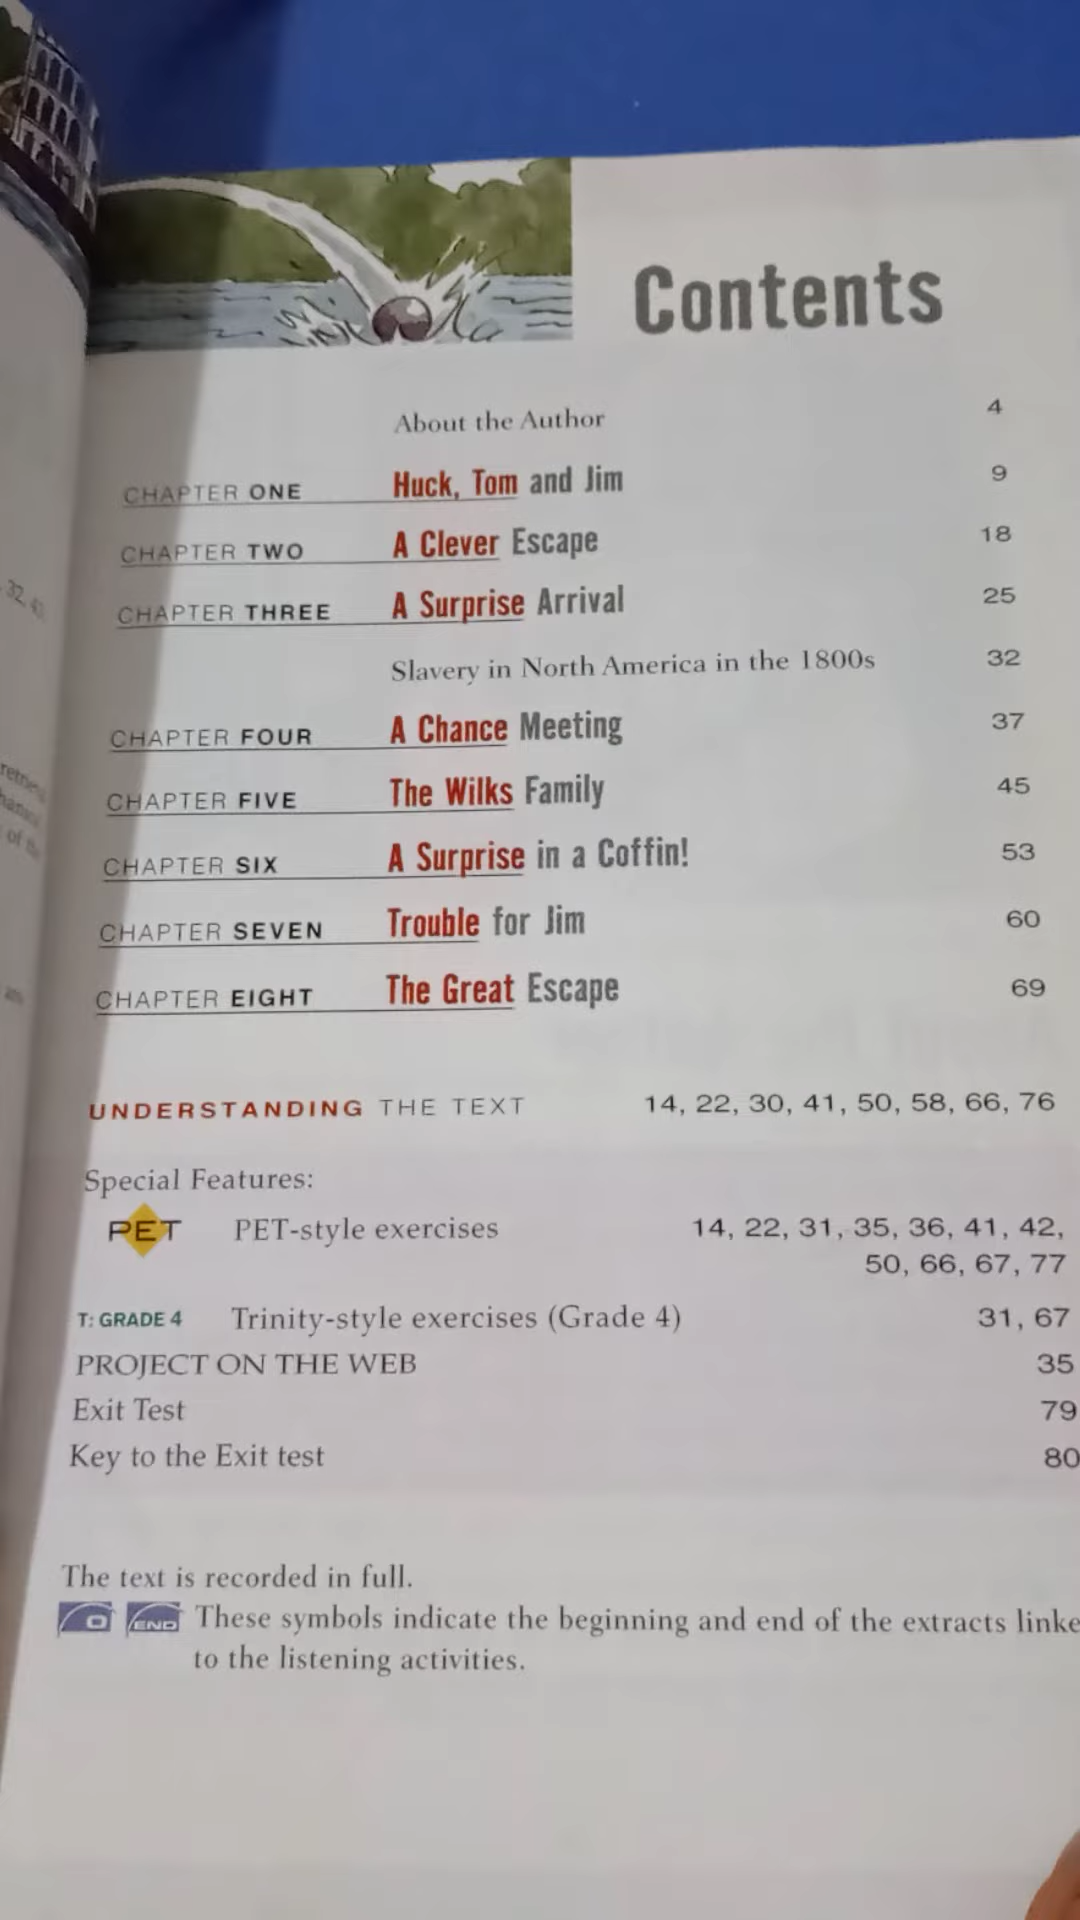 Contents
About the Author 4
CHAPTER ONE Huck, Tom and Jim 9
CHAPTER TWO A Clever Escape 18
CHAPTER THREE A Surprise Arrival 25
Slavery in North America in the 1800s 32
CHAPTER FOUR A Chance Meeting 37
CHAPTER FIVE The Wilks Family 45
CHAPTER SIX A Surprise in a Coffin! 53
CHAPTER SEVEN Trouble for Jim 60
CHAPTER EIGHT The Great Escape 69
UNDERSTANDING THE TEXT 14, 22, 30, 41, 50, 58, 66, 76
Special Features:
PET PET-style exercises 14, 22, 31, 35, 36, 41, 42,
50, 66, 67, 77
T: GRADE 4 Trinity-style exercises (Grade 4) 31, 67
PROJECT ON THE WEB 35
Exit Test 79
Key to the Exit test 80
The text is recorded in full.
END These symbols indicate the beginning and end of the extracts linke
to the listening activities.